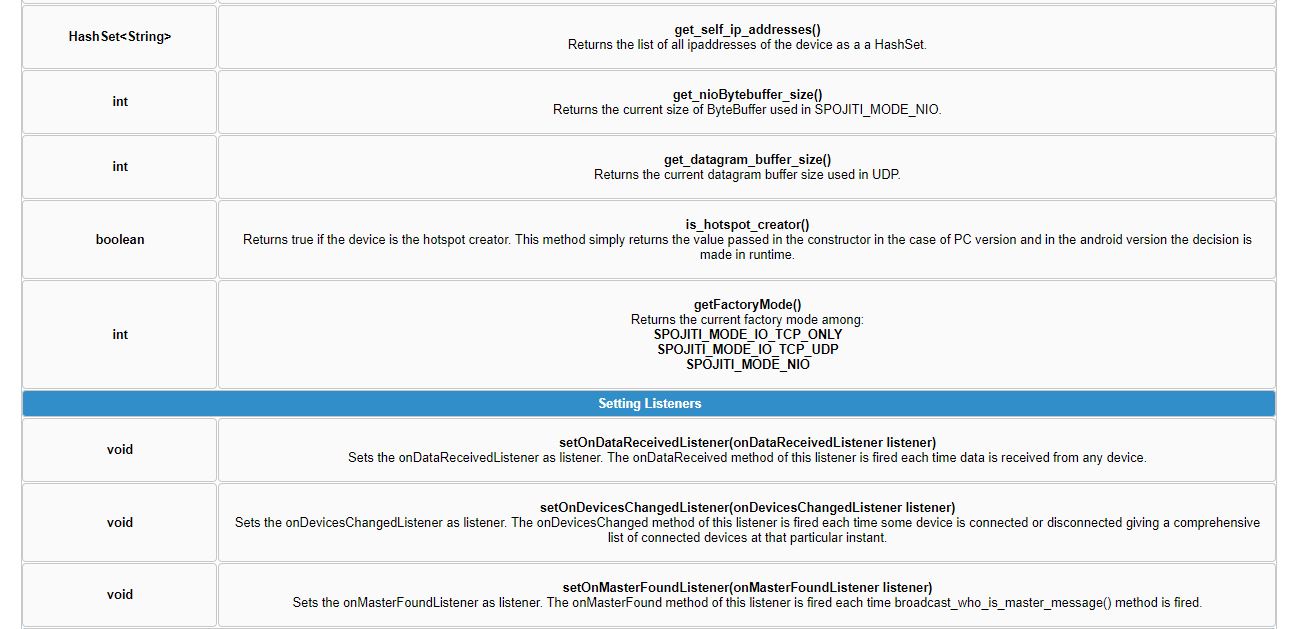 HashSet<String>
get_self_ip_addresses()
Returns the list of all ipaddresses of the device as a a HashSet.
int
get_nioBytebuffer_size()
Returns the current size of ByteBuffer used in SPOJITI_MODE_NIO.
int
get_datagram_buffer_size()
Returns the current datagram buffer size used in UDP.
boolean
is_hotspot_creator()
Returns true if the device is the hotspot creator. This method simply returns the value passed in the constructor in the case of PC version and in the android version the decision is
made in runtime.
int
getFactoryMode()
Returns the current factory mode among:
SPOJITI_MODE_IO_TCP_ONLY
SPOJITI_MODE_IO_TCP_UDP
SPOJITI_MODE_NIO
Setting Listeners
void
setOnDataReceivedListener(onDataReceivedListener listener)
Sets the onDataReceivedListener as listener. The onDataReceived method of this listener is fired each time data is received from any device.
void
setOnDevicesChangedListener(onDevicesChangedListener listener)
Sets the onDevicesChangedListener as listener. The onDevicesChanged method of this listener is fired each time some device is connected or disconnected giving a comprehensive
list of connected devices at that particular instant.
void
setOnMasterFoundListener(onMasterFoundListener listener)
Sets the onMasterFoundListener as listener. The onMasterFound method of this listener is fired each time broadcast_who_is_master_message() method is fired.